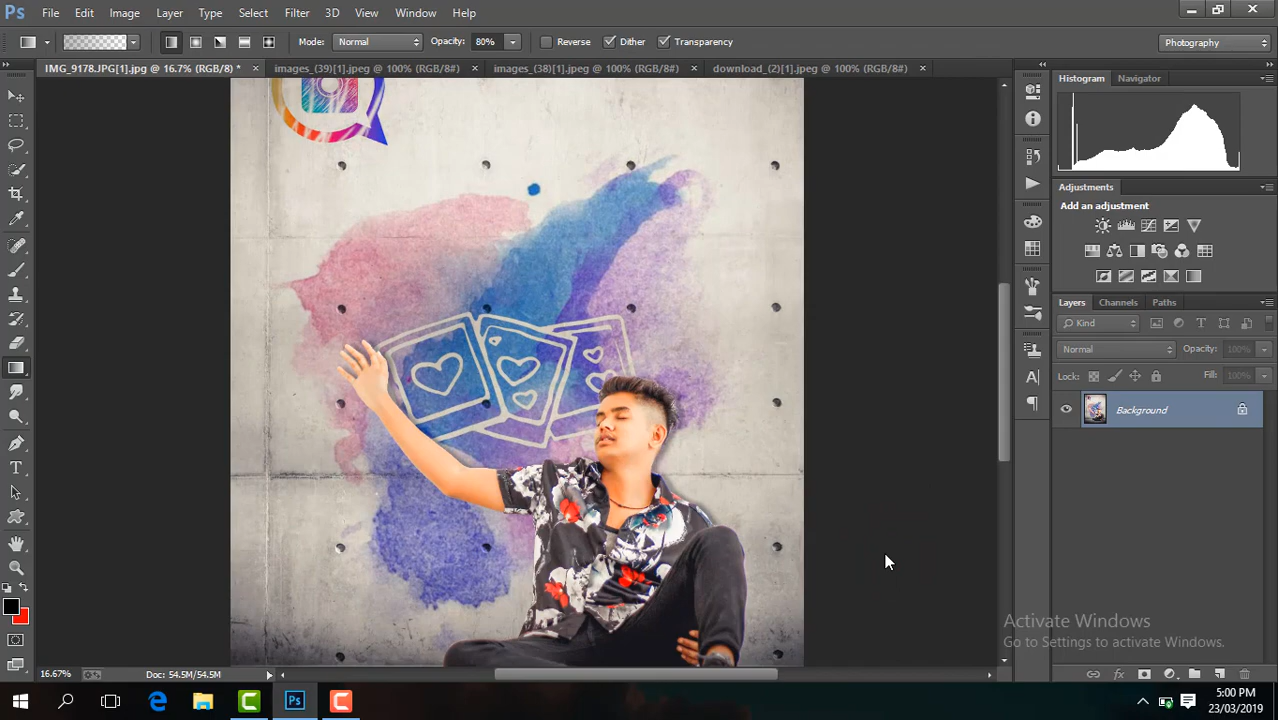 Ps File Edit Image Layer Type Select Filter 3D View Window Help
Mode: Normal Opacity: 80% Reverse Dither Transparency Photography
IMG_9178.JPG[1].jpg @ 16.7% (RGB/8) * × images_(39)[1].jpeg @ 100% (RGB/8#) × images_(38)[1].jpeg @ 100% (RGB/8#) × download_(2)[1].jpeg @ 100% (RGB/8#) ×
Histogram Navigator
Adjustments
Add an adjustment
Layers Channels Paths
Kind
Normal Opacity: 100%
Lock: Fill: 100%
Background
Activate Windows
Go to Settings to activate Windows.
16.67% Doc: 54.5M/54.5M
5:00 PM
23/03/2019